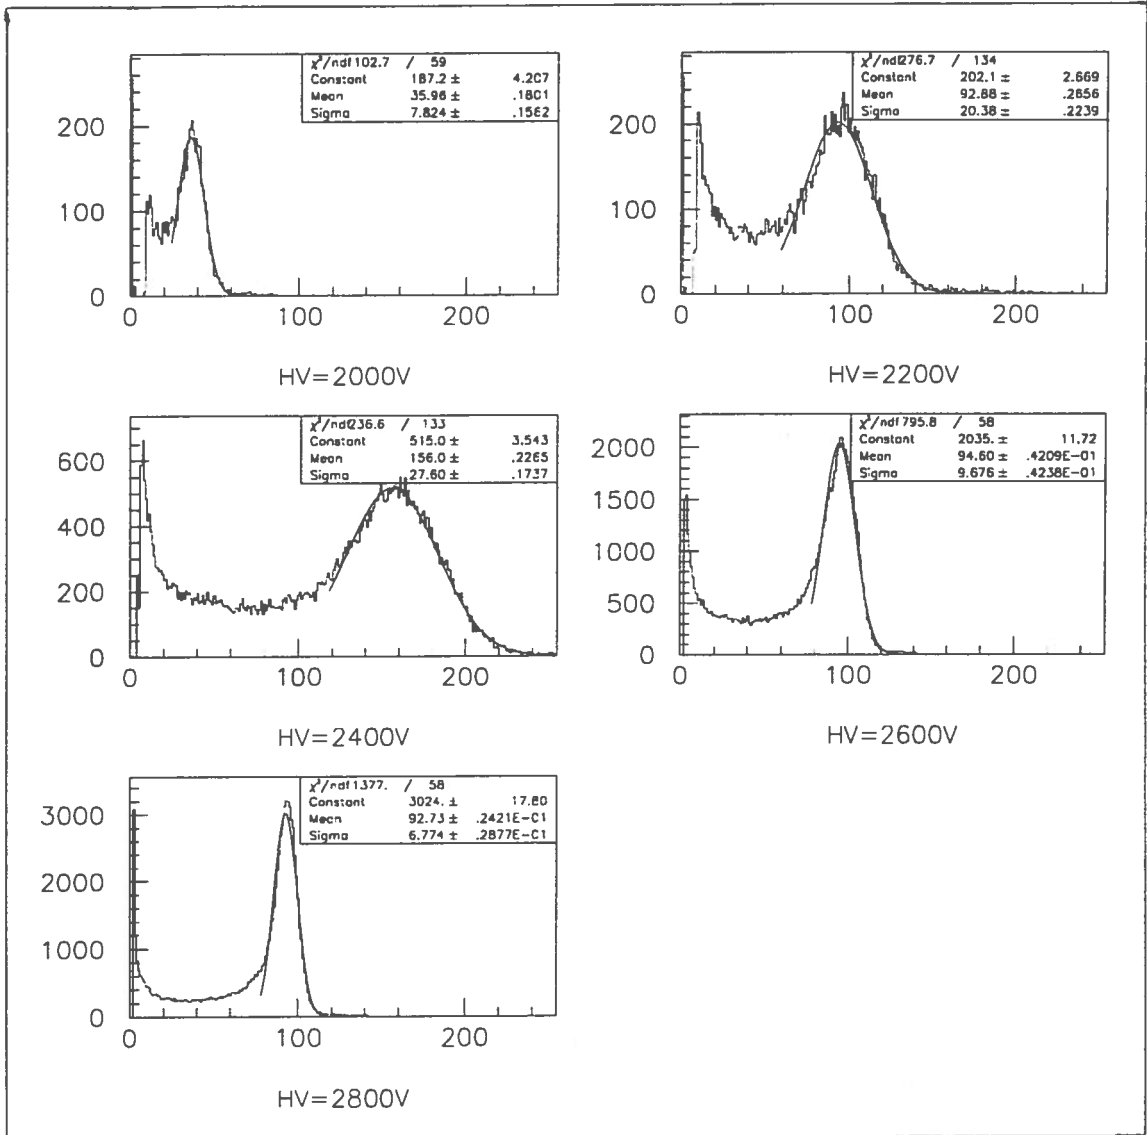 χ²/ndf 102.7 / 59
Constant 187.2 ± 4.207
Mean 35.96 ± .1801
Sigma 7.824 ± .1562
200
100
0
0 100 200
HV=2000V
χ²/ndf 276.7 / 134
Constant 202.1 ± 2.669
Mean 92.88 ± .2656
Sigma 20.38 ± .2239
200
100
0
0 100 200
HV=2200V
χ²/ndf 236.6 / 133
Constant 515.0 ± 3.543
Mean 156.0 ± .2265
Sigma 27.60 ± .1737
600
400
200
0
0 100 200
HV=2400V
χ²/ndf 795.8 / 58
Constant 2035. ± 11.72
Mean 94.60 ± .4209E-01
Sigma 9.676 ± .4238E-01
2000
1500
1000
500
0
0 100 200
HV=2600V
χ²/ndf 1377. / 58
Constant 3024. ± 17.80
Mean 92.73 ± .2421E-01
Sigma 6.774 ± .2877E-01
3000
2000
1000
0
0 100 200
HV=2800V